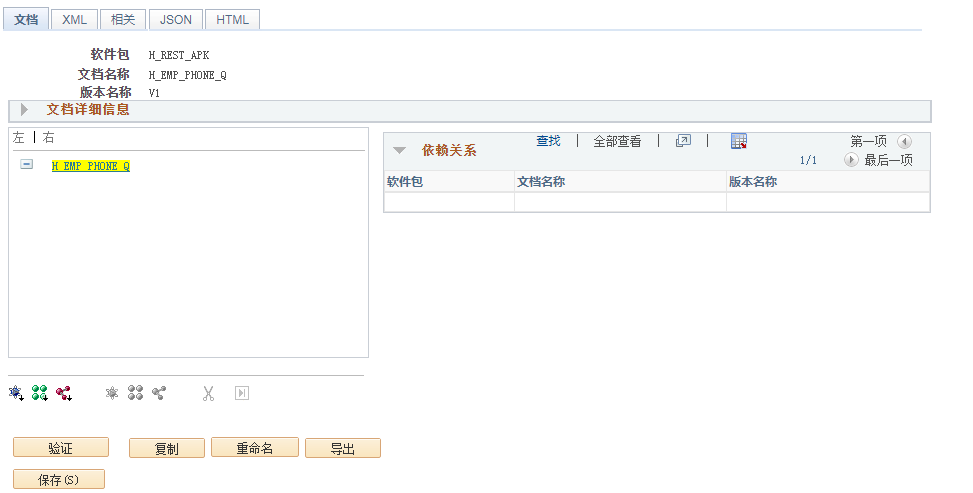 文档 XML 相关 JSON HTML
软件包 H_REST_APK
文档名称 H_EMP_PHONE_Q
版本名称 V1
文档详细信息
左 | 右
H_EMP_PHONE_Q
依赖关系 查找 | 全部查看 | | 第一项
1/1 最后一项
软件包 文档名称 版本名称
验证 复制 重命名 导出
保存(S)